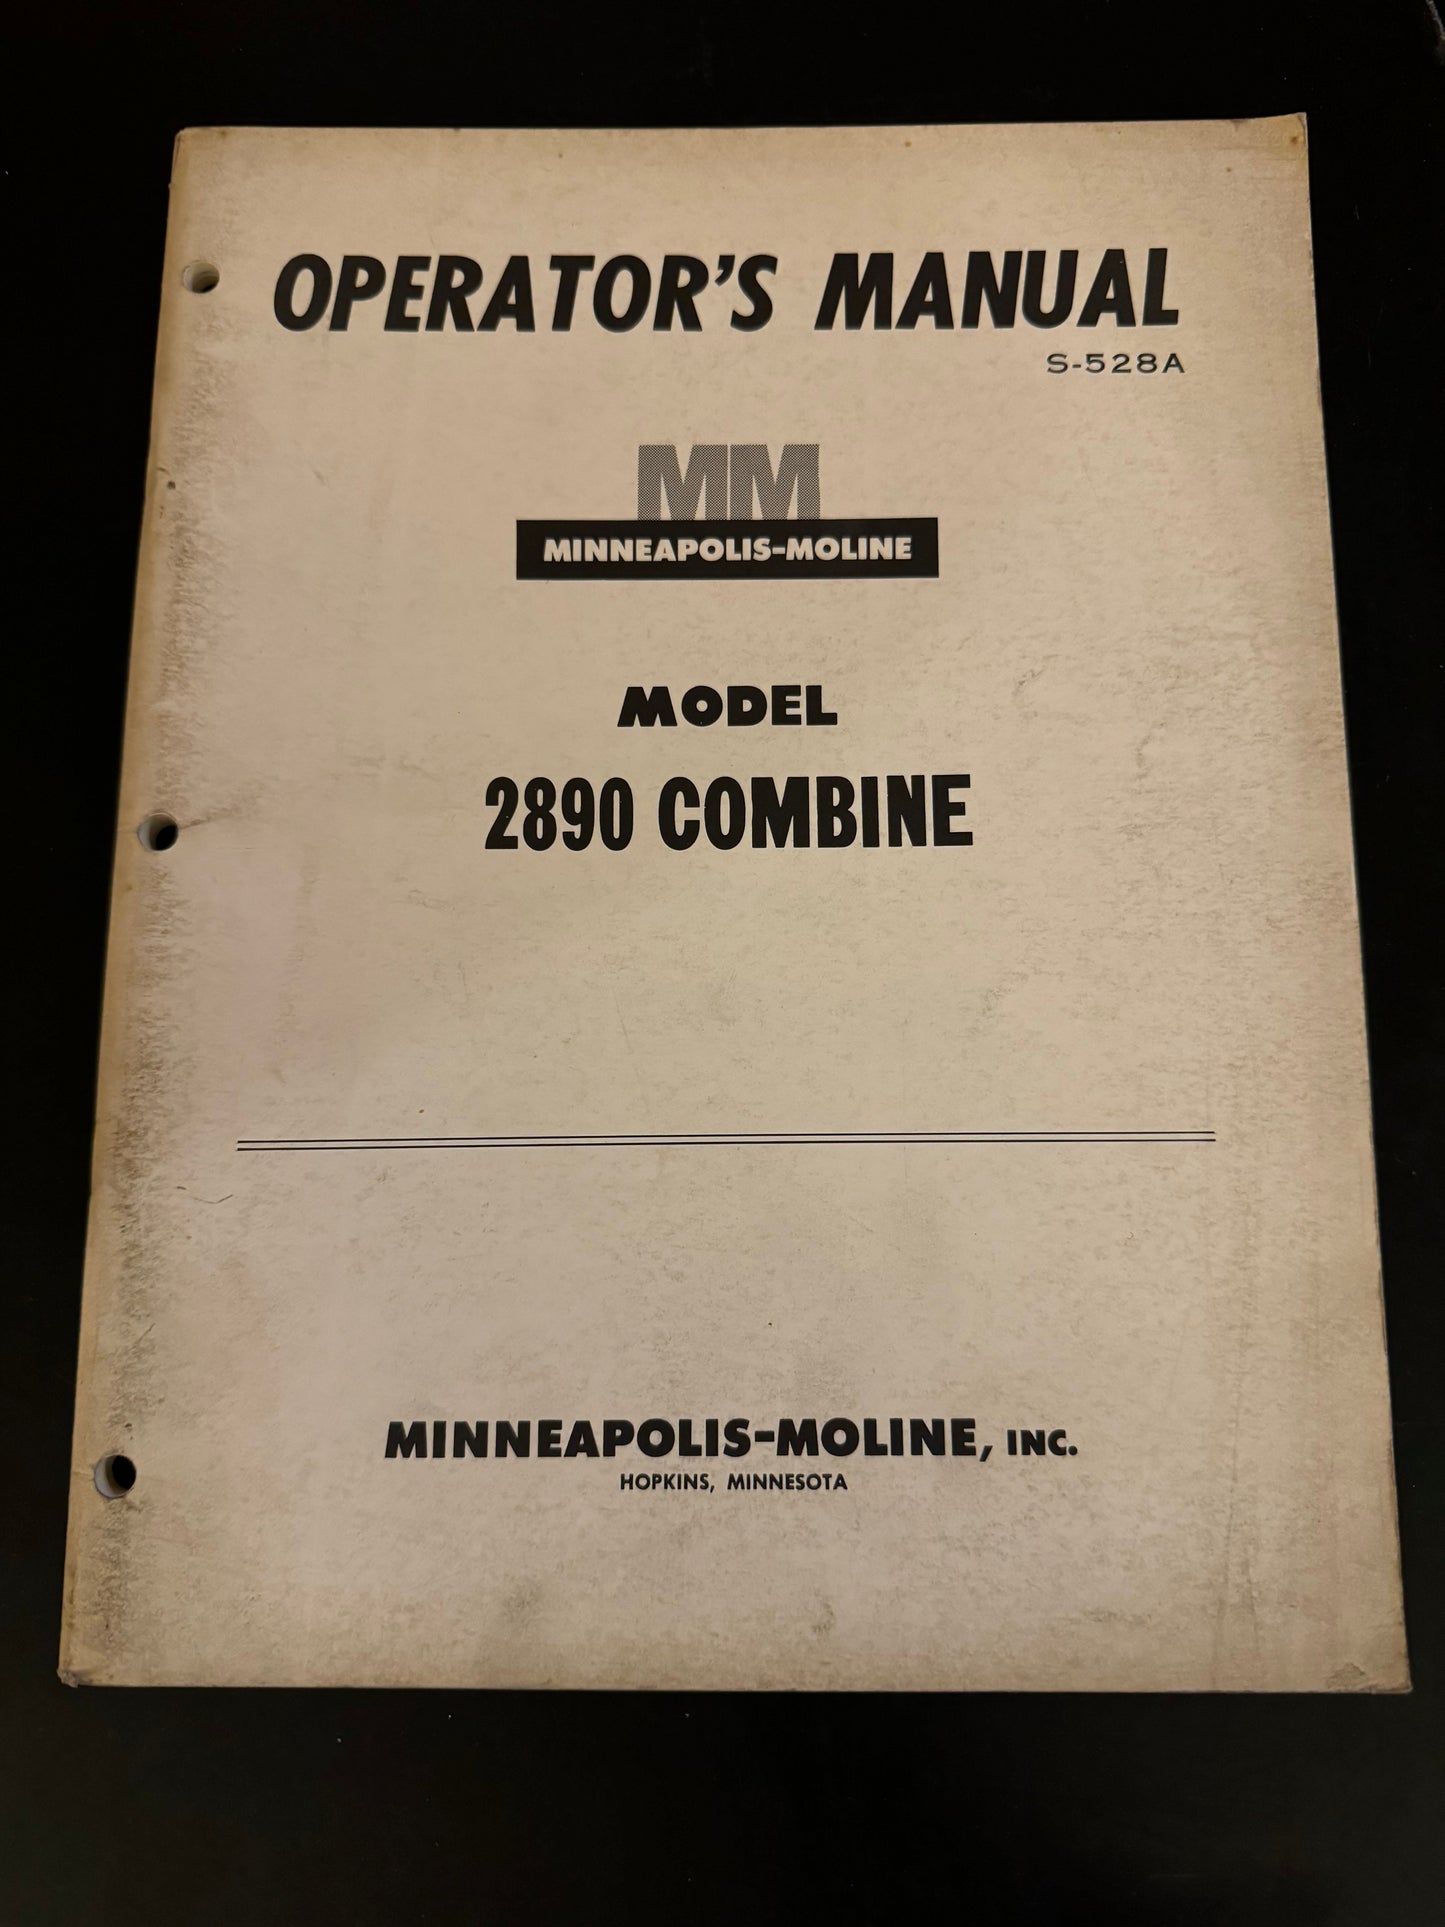 OPERATOR'S MANUAL
S-528A
MM
MINNEAPOLIS-MOLINE
MODEL
2890 COMBINE
MINNEAPOLIS-MOLINE, INC.
HOPKINS, MINNESOTA